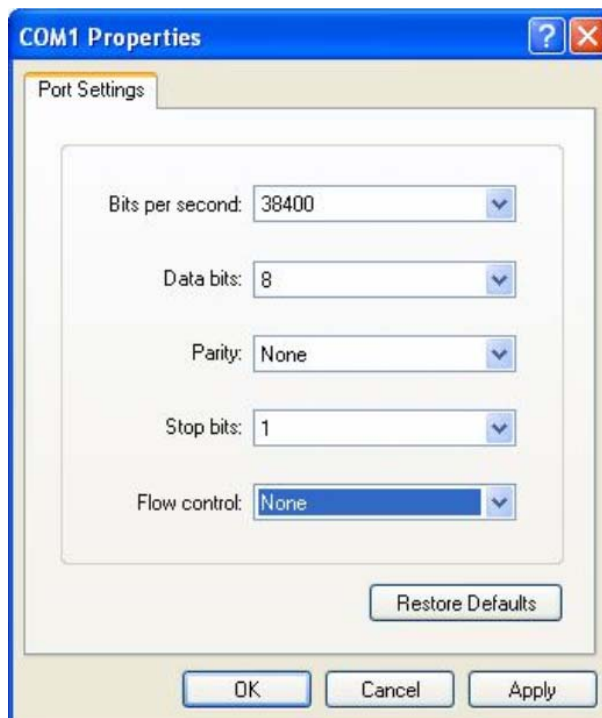 COM1 Properties
Port Settings
Bits per second: 38400
Data bits: 8
Parity: None
Stop bits: 1
Flow control: None
Restore Defaults
OK Cancel Apply